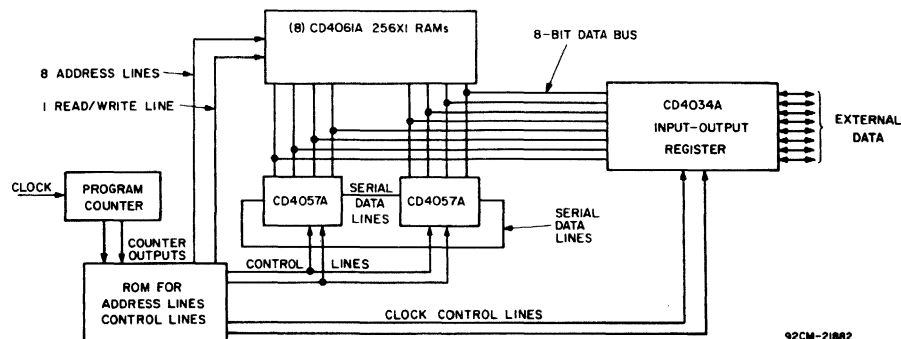 (8) CD4061A 256X1 RAMs
8-BIT DATA BUS
8 ADDRESS LINES
1 READ/WRITE LINE
CD4034A
INPUT-OUTPUT
REGISTER
EXTERNAL
DATA
CLOCK
PROGRAM
COUNTER
CD4057A
SERIAL
DATA
LINES
CD4057A
SERIAL
DATA
LINES
COUNTER
OUTPUTS
CONTROL LINES
ROM FOR
ADDRESS LINES
CONTROL LINES
CLOCK CONTROL LINES
92CM-21882